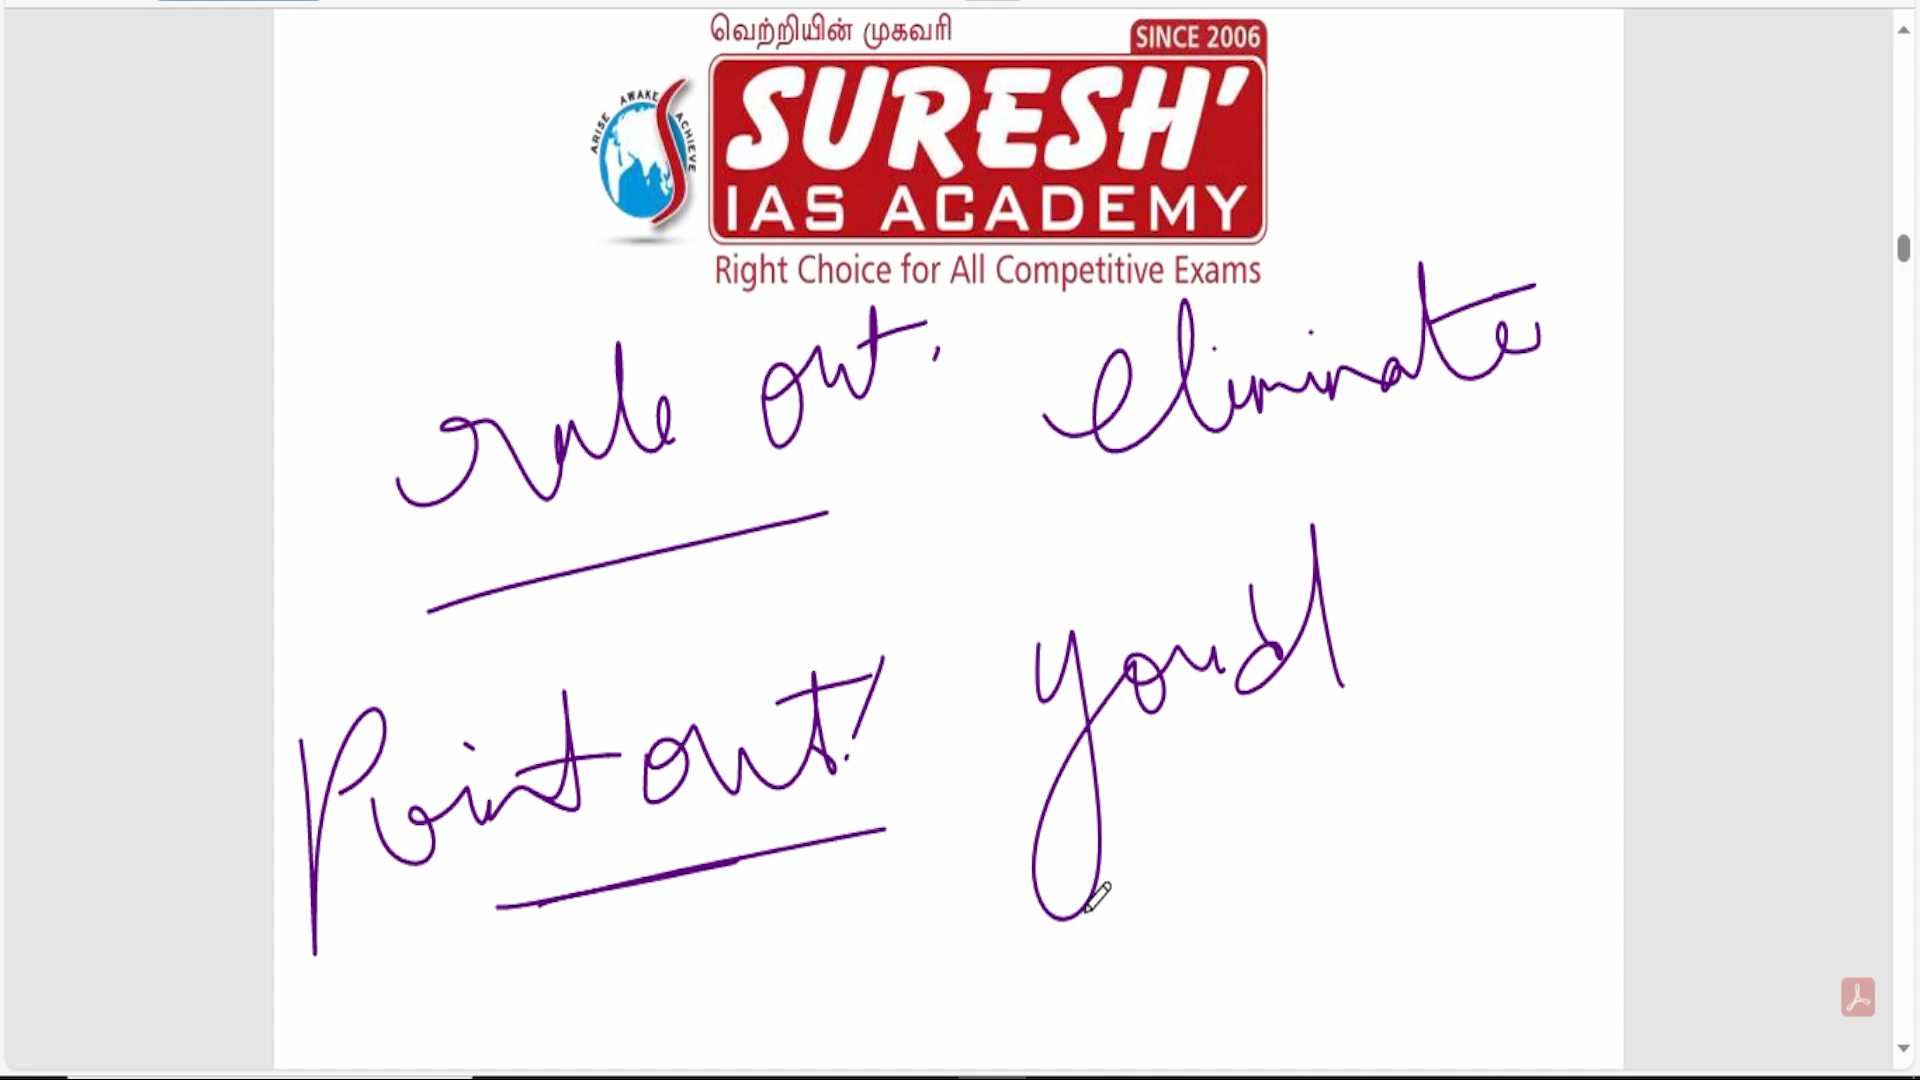 வெற்றியின் முகவரி
SINCE 2006
ARISE AWAKE ACHIEVE
SURESH'
IAS ACADEMY
Right Choice for All Competitive Exams
rule out, eliminate
Point out!